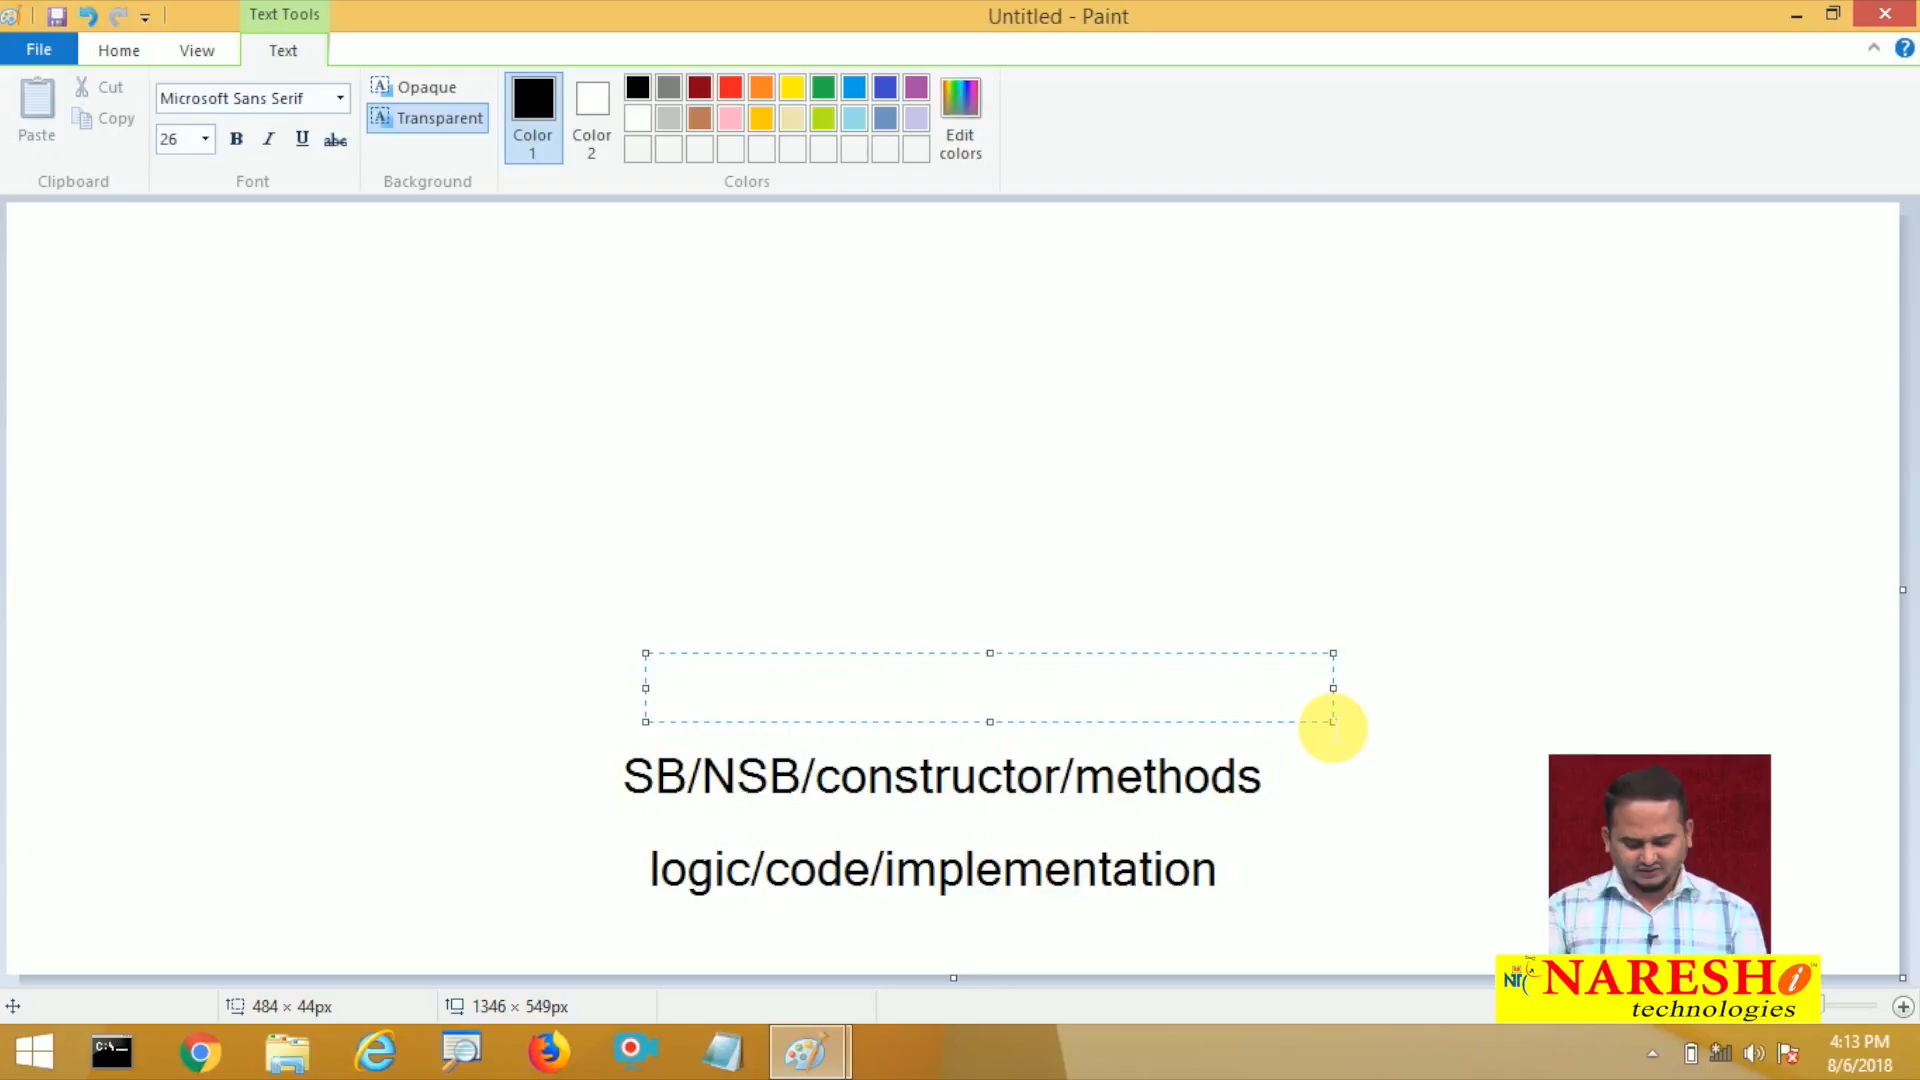 Text Tools
Untitled - Paint
File Home View Text
Paste
Cut
Copy
Clipboard
Microsoft Sans Serif
26 B I U abc
Font
Opaque
Transparent
Background
Color 1
Color 2
Edit colors
Colors
SB/NSB/constructor/methods
logic/code/implementation
NARESH i
technologies
484 × 44px
1346 × 549px
C:\
4:13 PM
8/6/2018